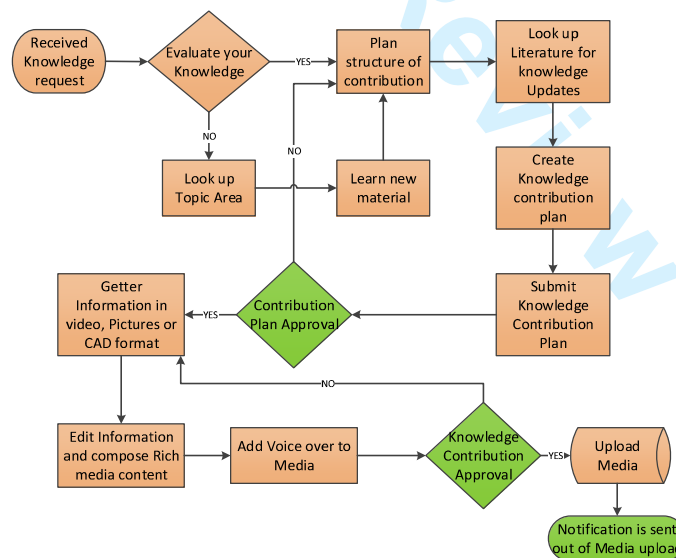 Received
Knowledge
request
Evaluate your
Knowledge
YES
Plan
structure of
contribution
Look up
Literature for
knowledge
Updates
NO
NO
Look up
Topic Area
Learn new
material
Create
Knowledge
contribution
plan
Getter
Information in
video, Pictures or
CAD format
YES
Contribution
Plan Approval
Submit
Knowledge
Contribution
Plan
NO
Edit Information
and compose Rich
media content
Add Voice over to
Media
Knowledge
Contribution
Approval
YES
Upload
Media
Notification is sent
out of Media upload
eview